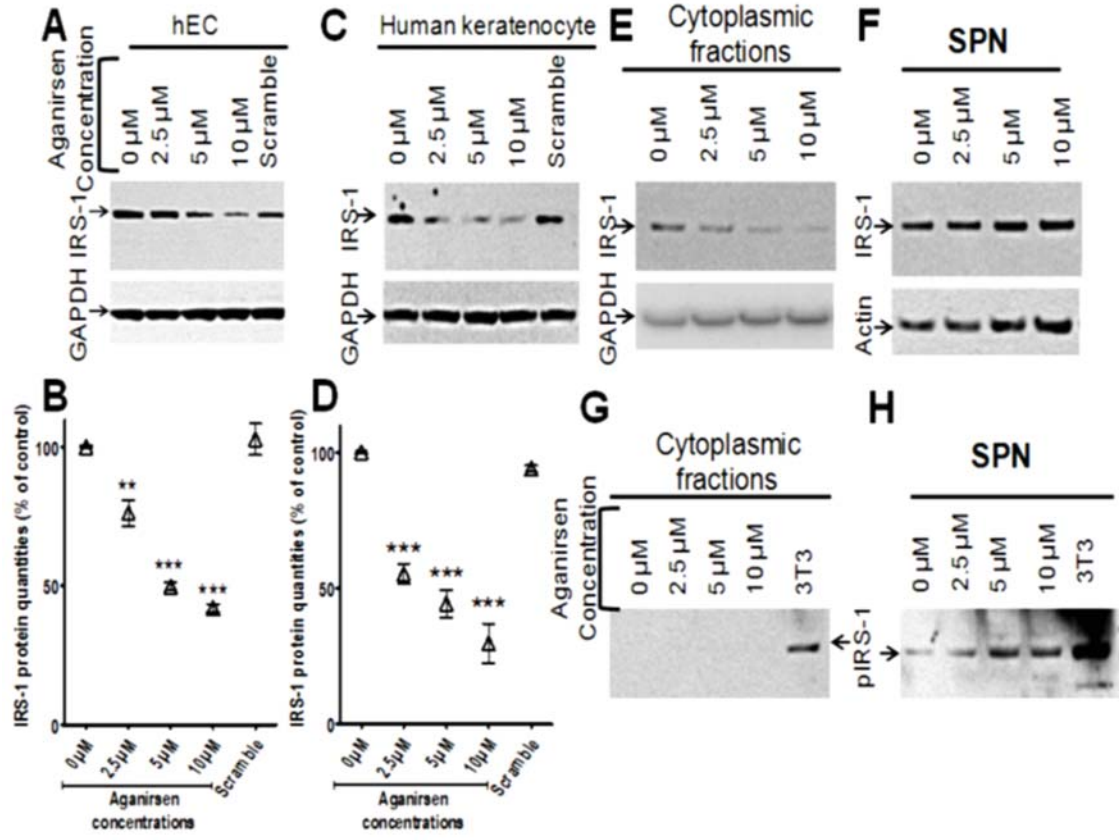 A
hEC
Aganirsen
Concentration
0 µM
2.5 µM
5 µM
10 µM
Scramble
IRS-1
GAPDH
C
Human keratenocyte
0 µM
2.5 µM
5 µM
10 µM
Scramble
IRS-1
GAPDH
E
Cytoplasmic
fractions
0 µM
2.5 µM
5 µM
10 µM
IRS-1
GAPDH
F
SPN
0 µM
2.5 µM
5 µM
10 µM
IRS-1
Actin
B
IRS-1 protein quantities (% of control)
100
50
0
**
***
***
0µM
2.5µM
5µM
10µM
Scramble
Aganirsen
concentrations
D
IRS-1 protein quantities (% of control)
100
50
0
***
***
***
0µM
2.5µM
5µM
10µM
Scramble
Aganirsen
concentrations
G
Cytoplasmic
fractions
Aganirsen
Concentration
0 µM
2.5 µM
5 µM
10 µM
3T3
H
SPN
0 µM
2.5 µM
5 µM
10 µM
3T3
pIRS-1